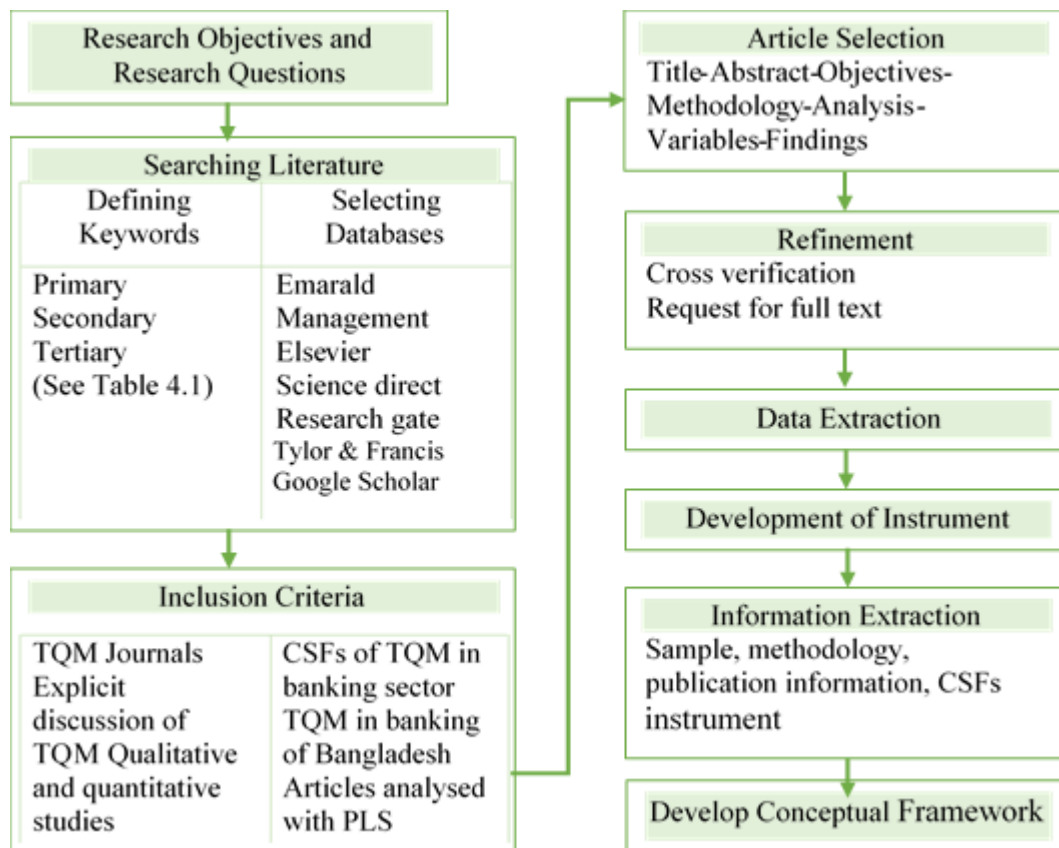 Research Objectives and
Research Questions
Searching Literature
Defining
Keywords
Primary
Secondary
Tertiary
(See Table 4.1)
Selecting
Databases
Emarald
Management
Elsevier
Science direct
Research gate
Tylor & Francis
Google Scholar
Inclusion Criteria
TQM Journals
Explicit
discussion of
TQM Qualitative
and quantitative
studies
CSFs of TQM in
banking sector
TQM in banking
of Bangladesh
Articles analysed
with PLS
Article Selection
Title-Abstract-Objectives-
Methodology-Analysis-
Variables-Findings
Refinement
Cross verification
Request for full text
Data Extraction
Development of Instrument
Information Extraction
Sample, methodology,
publication information, CSFs
instrument
Develop Conceptual Framework